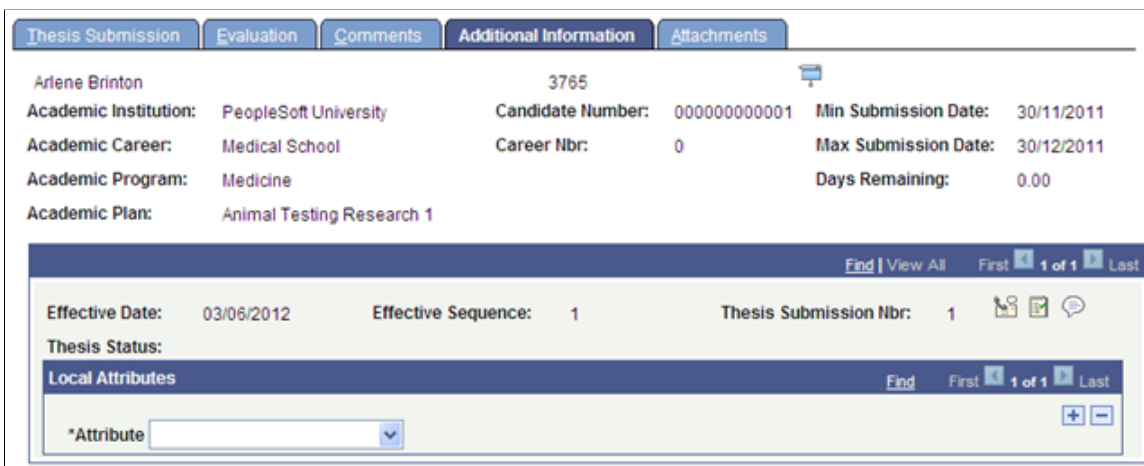 Thesis Submission Evaluation Comments Additional Information Attachments
Arlene Brinton 3765
Academic Institution: PeopleSoft University Candidate Number: 000000000001 Min Submission Date: 30/11/2011
Academic Career: Medical School Career Nbr: 0 Max Submission Date: 30/12/2011
Academic Program: Medicine Days Remaining: 0.00
Academic Plan: Animal Testing Research 1
Find | View All First 1 of 1 Last
Effective Date: 03/06/2012 Effective Sequence: 1 Thesis Submission Nbr: 1
Thesis Status:
Local Attributes Find First 1 of 1 Last
*Attribute